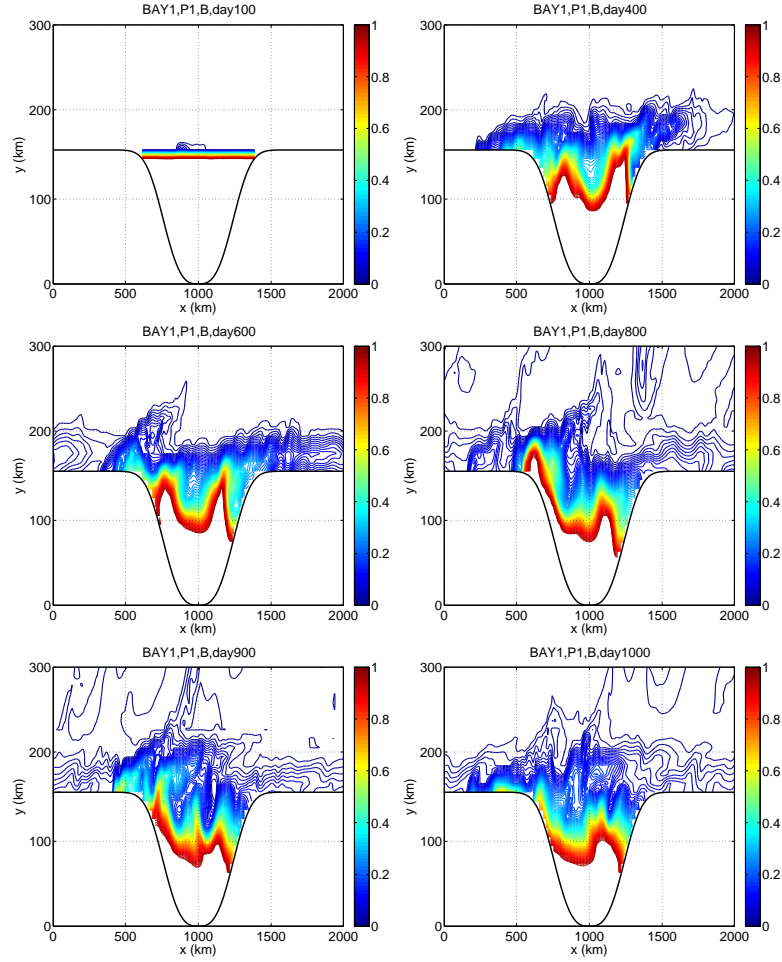 BAY1,P1,B,day100
300
200
100
0
0 500 1000 1500 2000
x (km)
y (km)
1
0.8
0.6
0.4
0.2
0
BAY1,P1,B,day400
300
200
100
0
0 500 1000 1500 2000
x (km)
y (km)
1
0.8
0.6
0.4
0.2
0
BAY1,P1,B,day600
300
200
100
0
0 500 1000 1500 2000
x (km)
y (km)
1
0.8
0.6
0.4
0.2
0
BAY1,P1,B,day800
300
200
100
0
0 500 1000 1500 2000
x (km)
y (km)
1
0.8
0.6
0.4
0.2
0
BAY1,P1,B,day900
300
200
100
0
0 500 1000 1500 2000
x (km)
y (km)
1
0.8
0.6
0.4
0.2
0
BAY1,P1,B,day1000
300
200
100
0
0 500 1000 1500 2000
x (km)
y (km)
1
0.8
0.6
0.4
0.2
0